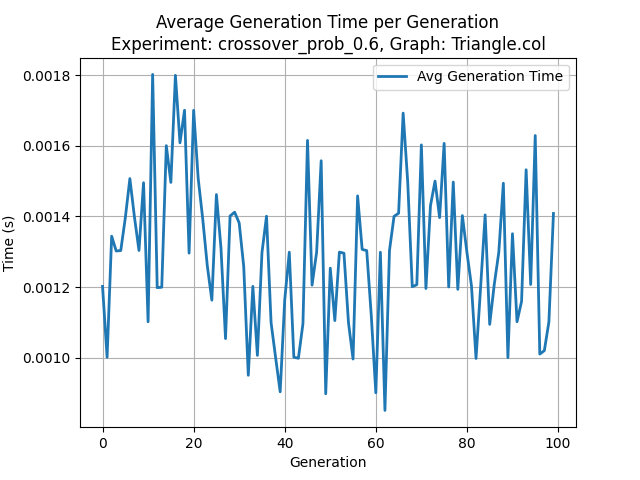 Average Generation Time per Generation
Experiment: crossover_prob_0.6, Graph: Triangle.col
Avg Generation Time
Time (s)
0.0018
0.0016
0.0014
0.0012
0.0010
0 20 40 60 80 100
Generation